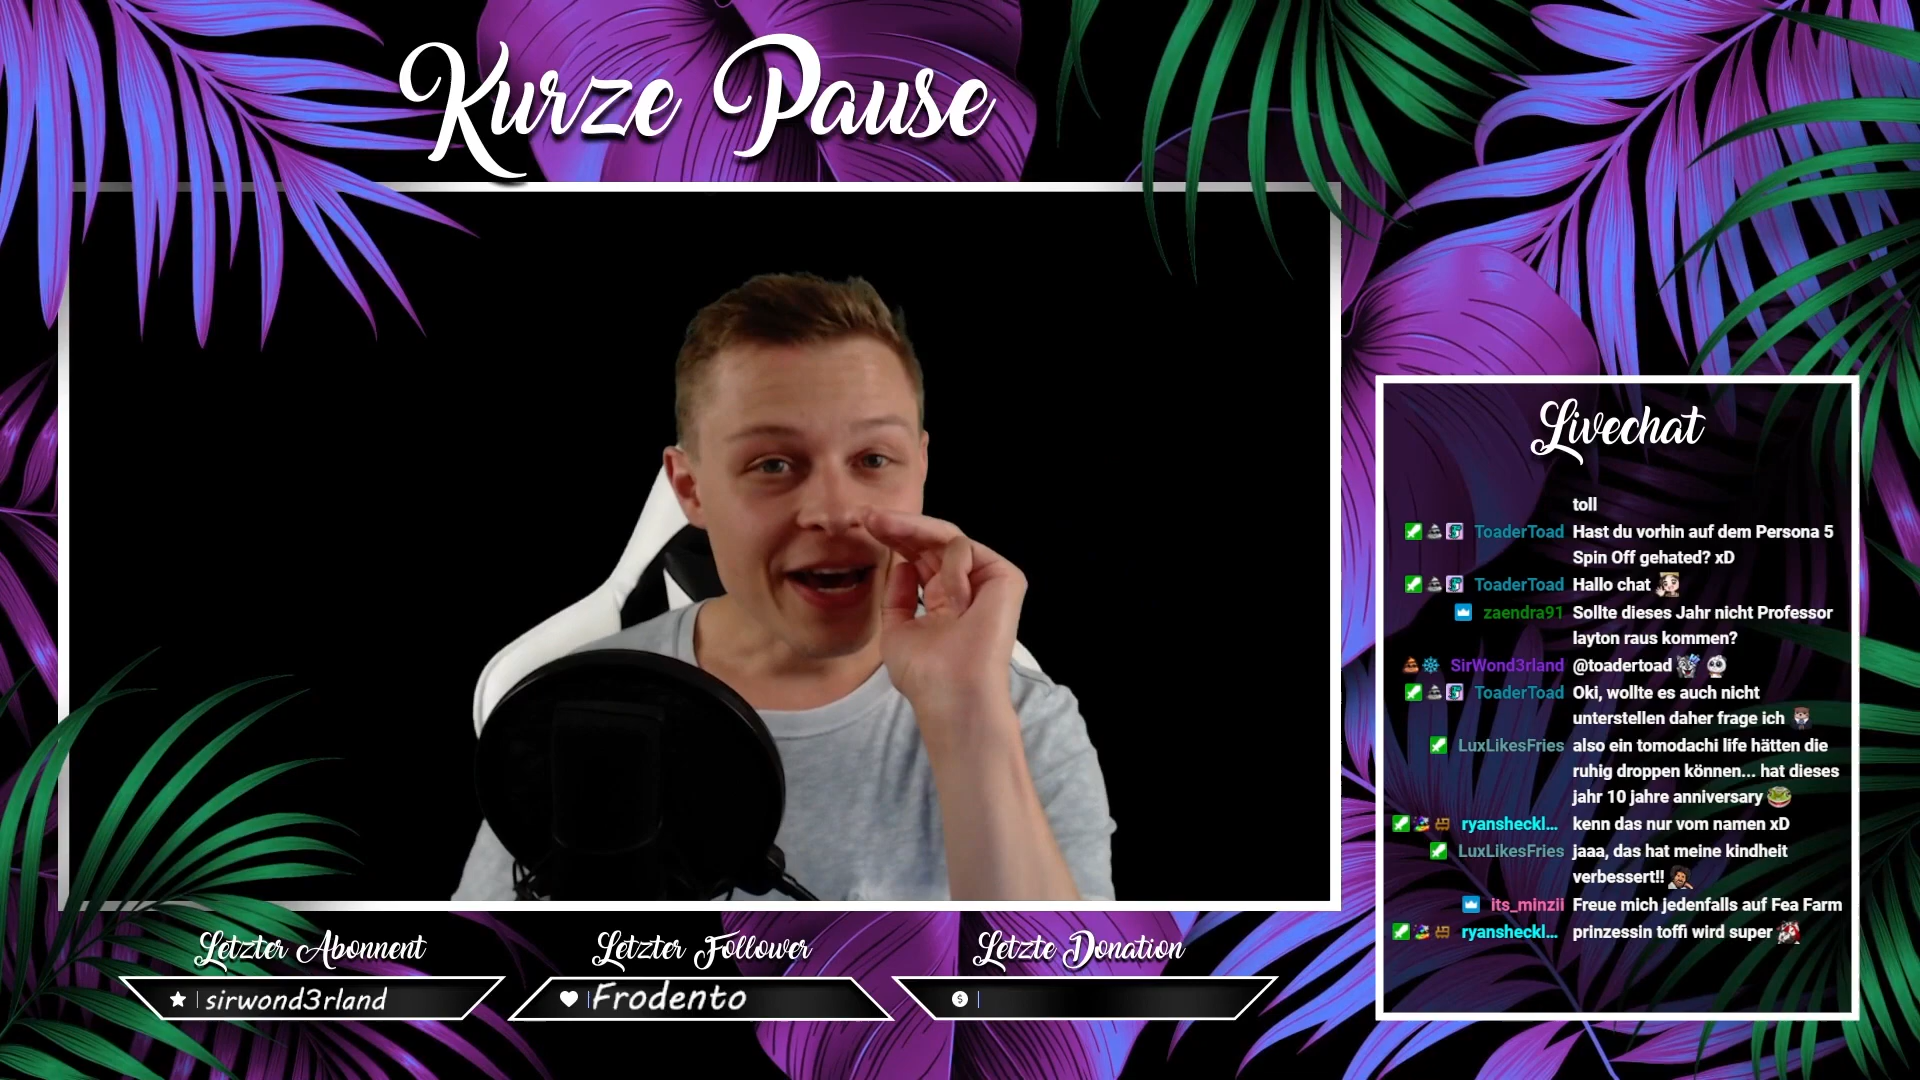 Kurze Pause
Livechat
toll
ToaderToad Hast du vorhin auf dem Persona 5
Spin Off gehated? xD
ToaderToad Hallo chat
zaendra91 Sollte dieses Jahr nicht Professor
layton raus kommen?
SirWond3rland @toadertoad
ToaderToad Oki, wollte es auch nicht
unterstellen daher frage ich
LuxLikesFries also ein tomodachi life hätten die
ruhig droppen können... hat dieses
jahr 10 jahre anniversary
ryansheckl... kenn das nur vom namen xD
LuxLikesFries jaaa, das hat meine kindheit
verbessert!!
its_minzii Freue mich jedenfalls auf Fea Farm
ryansheckl... prinzessin toffi wird super
Letzter Abonnent
sirwond3rland
Letzter Follower
Frodento
Letzte Donation